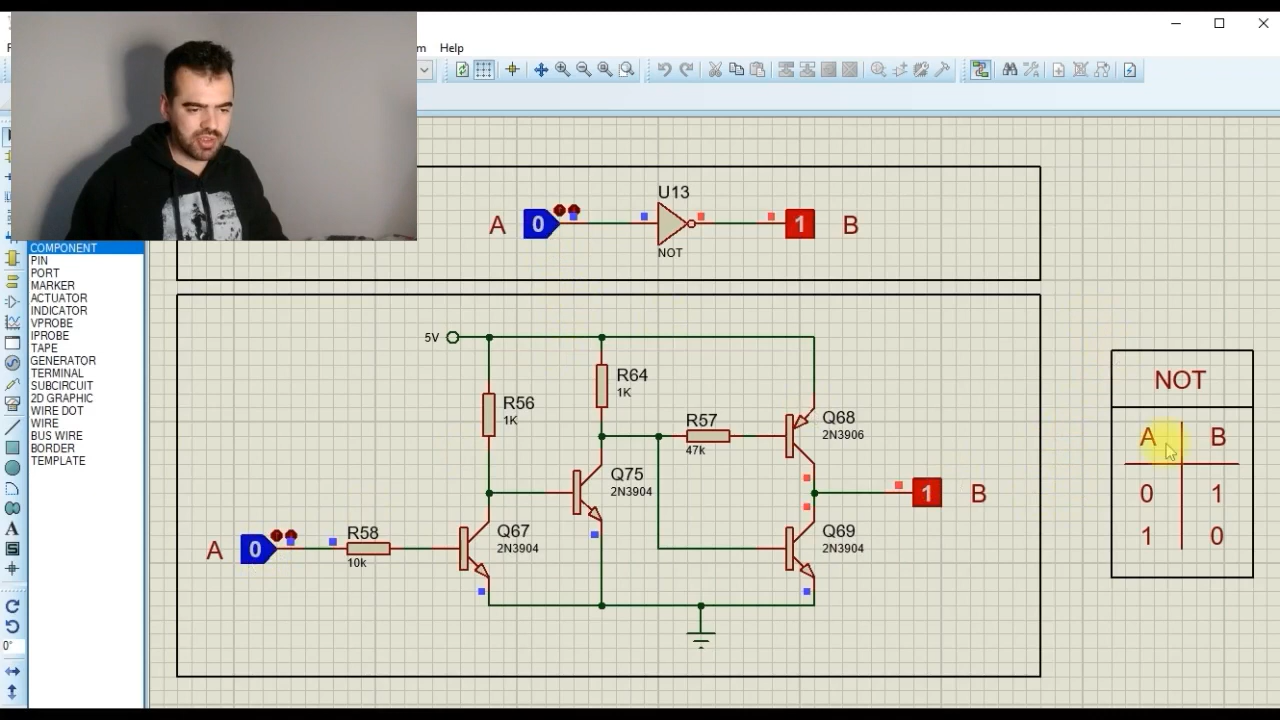 m Help
U13
A 0 1 B
NOT
COMPONENT
PIN
PORT
MARKER
ACTUATOR
INDICATOR
VPROBE
IPROBE
TAPE
GENERATOR
TERMINAL
SUBCIRCUIT
2D GRAPHIC
WIRE DOT
WIRE
BUS WIRE
BORDER
TEMPLATE
A
0°
5V
R56
1K
R64
1K
R57
47k
Q68
2N3906
Q75
2N3904
1 B
Q67
2N3904
Q69
2N3904
A 0
R58
10k
NOT
A B
0 1
1 0